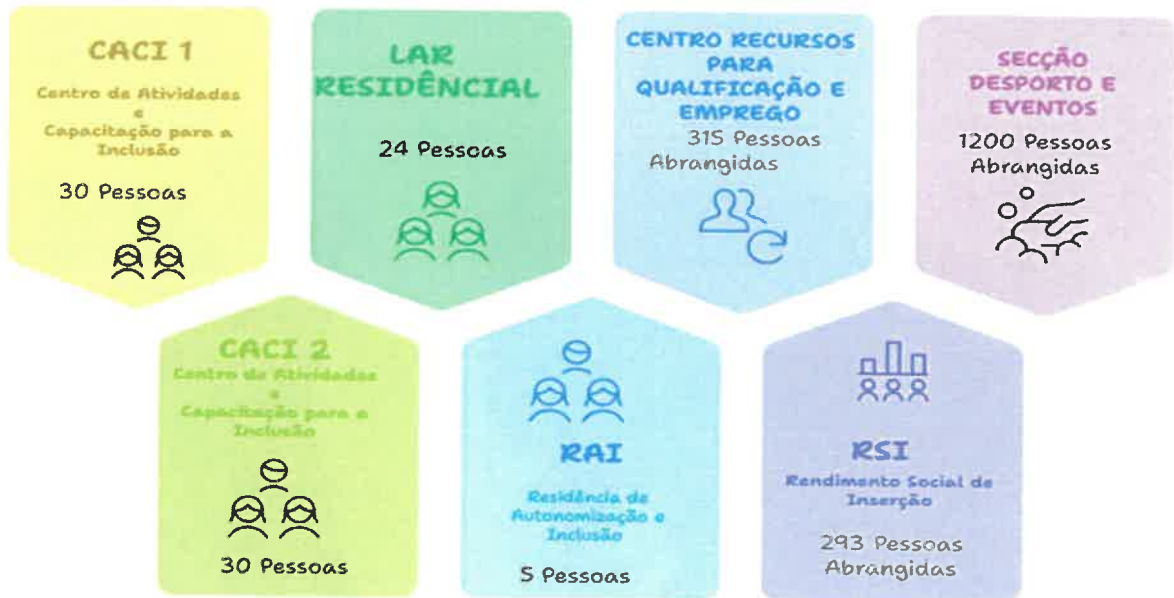 CACI 1
Centro de Atividades
e
Capacitação para a
Inclusão
30 Pessoas
LAR
RESIDÊNCIAL
24 Pessoas
CENTRO RECURSOS
PARA
QUALIFICAÇÃO E
EMPREGO
315 Pessoas
Abrangidas
SECÇÃO
DESPORTO E
EVENTOS
1200 Pessoas
Abrangidas
CACI 2
Centro de Atividades
e
Capacitação para a
Inclusão
30 Pessoas
RAI
Residência de
Autonomização e
Inclusão
5 Pessoas
RSI
Rendimento Social de
Inserção
293 Pessoas
Abrangidas